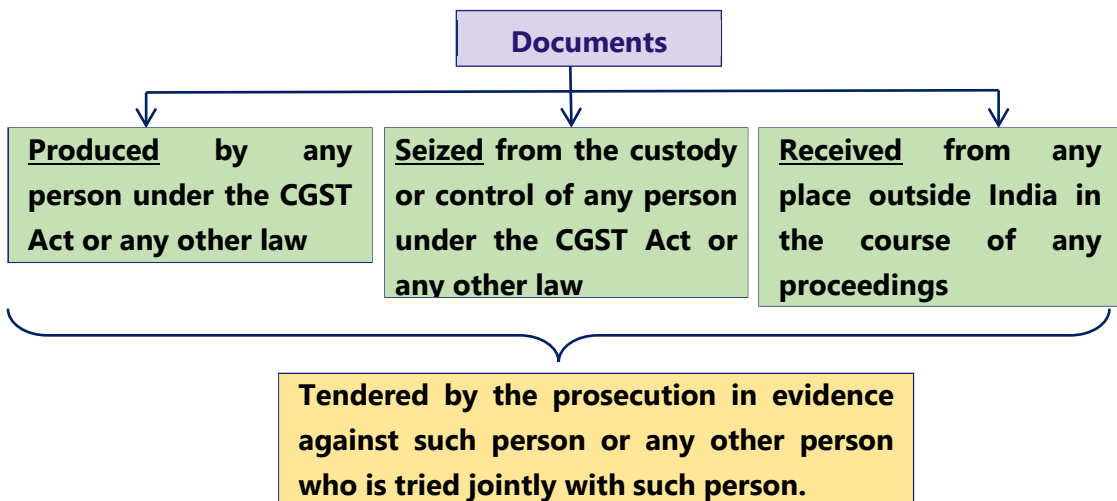 Documents
Produced by any
person under the CGST
Act or any other law
Seized from the custody
or control of any person
under the CGST Act or
any other law
Received from any
place outside India in
the course of any
proceedings
Tendered by the prosecution in evidence
against such person or any other person
who is tried jointly with such person.